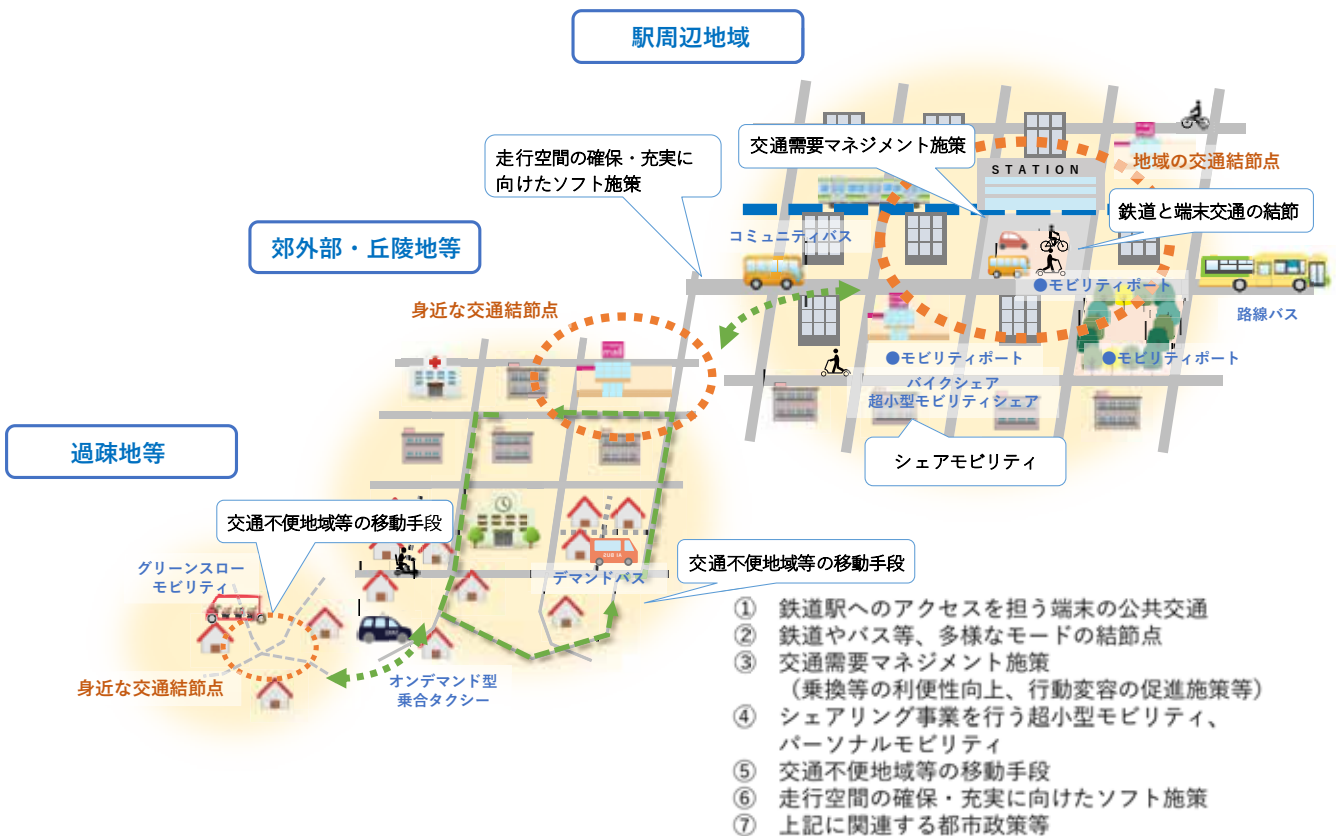 駅周辺地域
走行空間の確保・充実に
向けたソフト施策
交通需要マネジメント施策
STATION
地域の交通結節点
鉄道と端末交通の結節
コミュニティバス
郊外部・丘陵地等
●モビリティポート
路線バス
身近な交通結節点
mall
●モビリティポート
●モビリティポート
バイクシェア
超小型モビリティシェア
シェアモビリティ
過疎地等
交通不便地域等の移動手段
グリーンスロー
モビリティ
デマンドバス
交通不便地域等の移動手段
身近な交通結節点
オンデマンド型
乗合タクシー
① 鉄道駅へのアクセスを担う端末の公共交通
② 鉄道やバス等、多様なモードの結節点
③ 交通需要マネジメント施策
（乗換等の利便性向上、行動変容の促進施策等）
④ シェアリング事業を行う超小型モビリティ、
パーソナルモビリティ
⑤ 交通不便地域等の移動手段
⑥ 走行空間の確保・充実に向けたソフト施策
⑦ 上記に関連する都市政策等